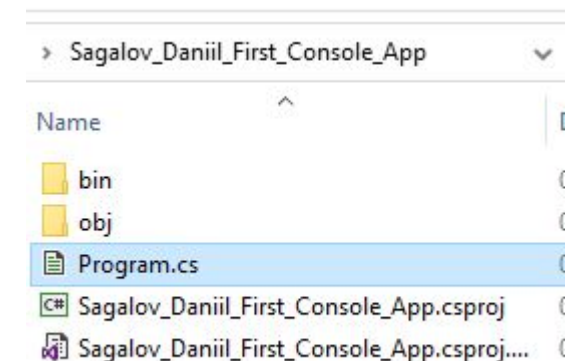 Sagalov_Daniil_First_Console_App
Name
bin
obj
Program.cs
C# Sagalov_Daniil_First_Console_App.csproj
Sagalov_Daniil_First_Console_App.csproj....